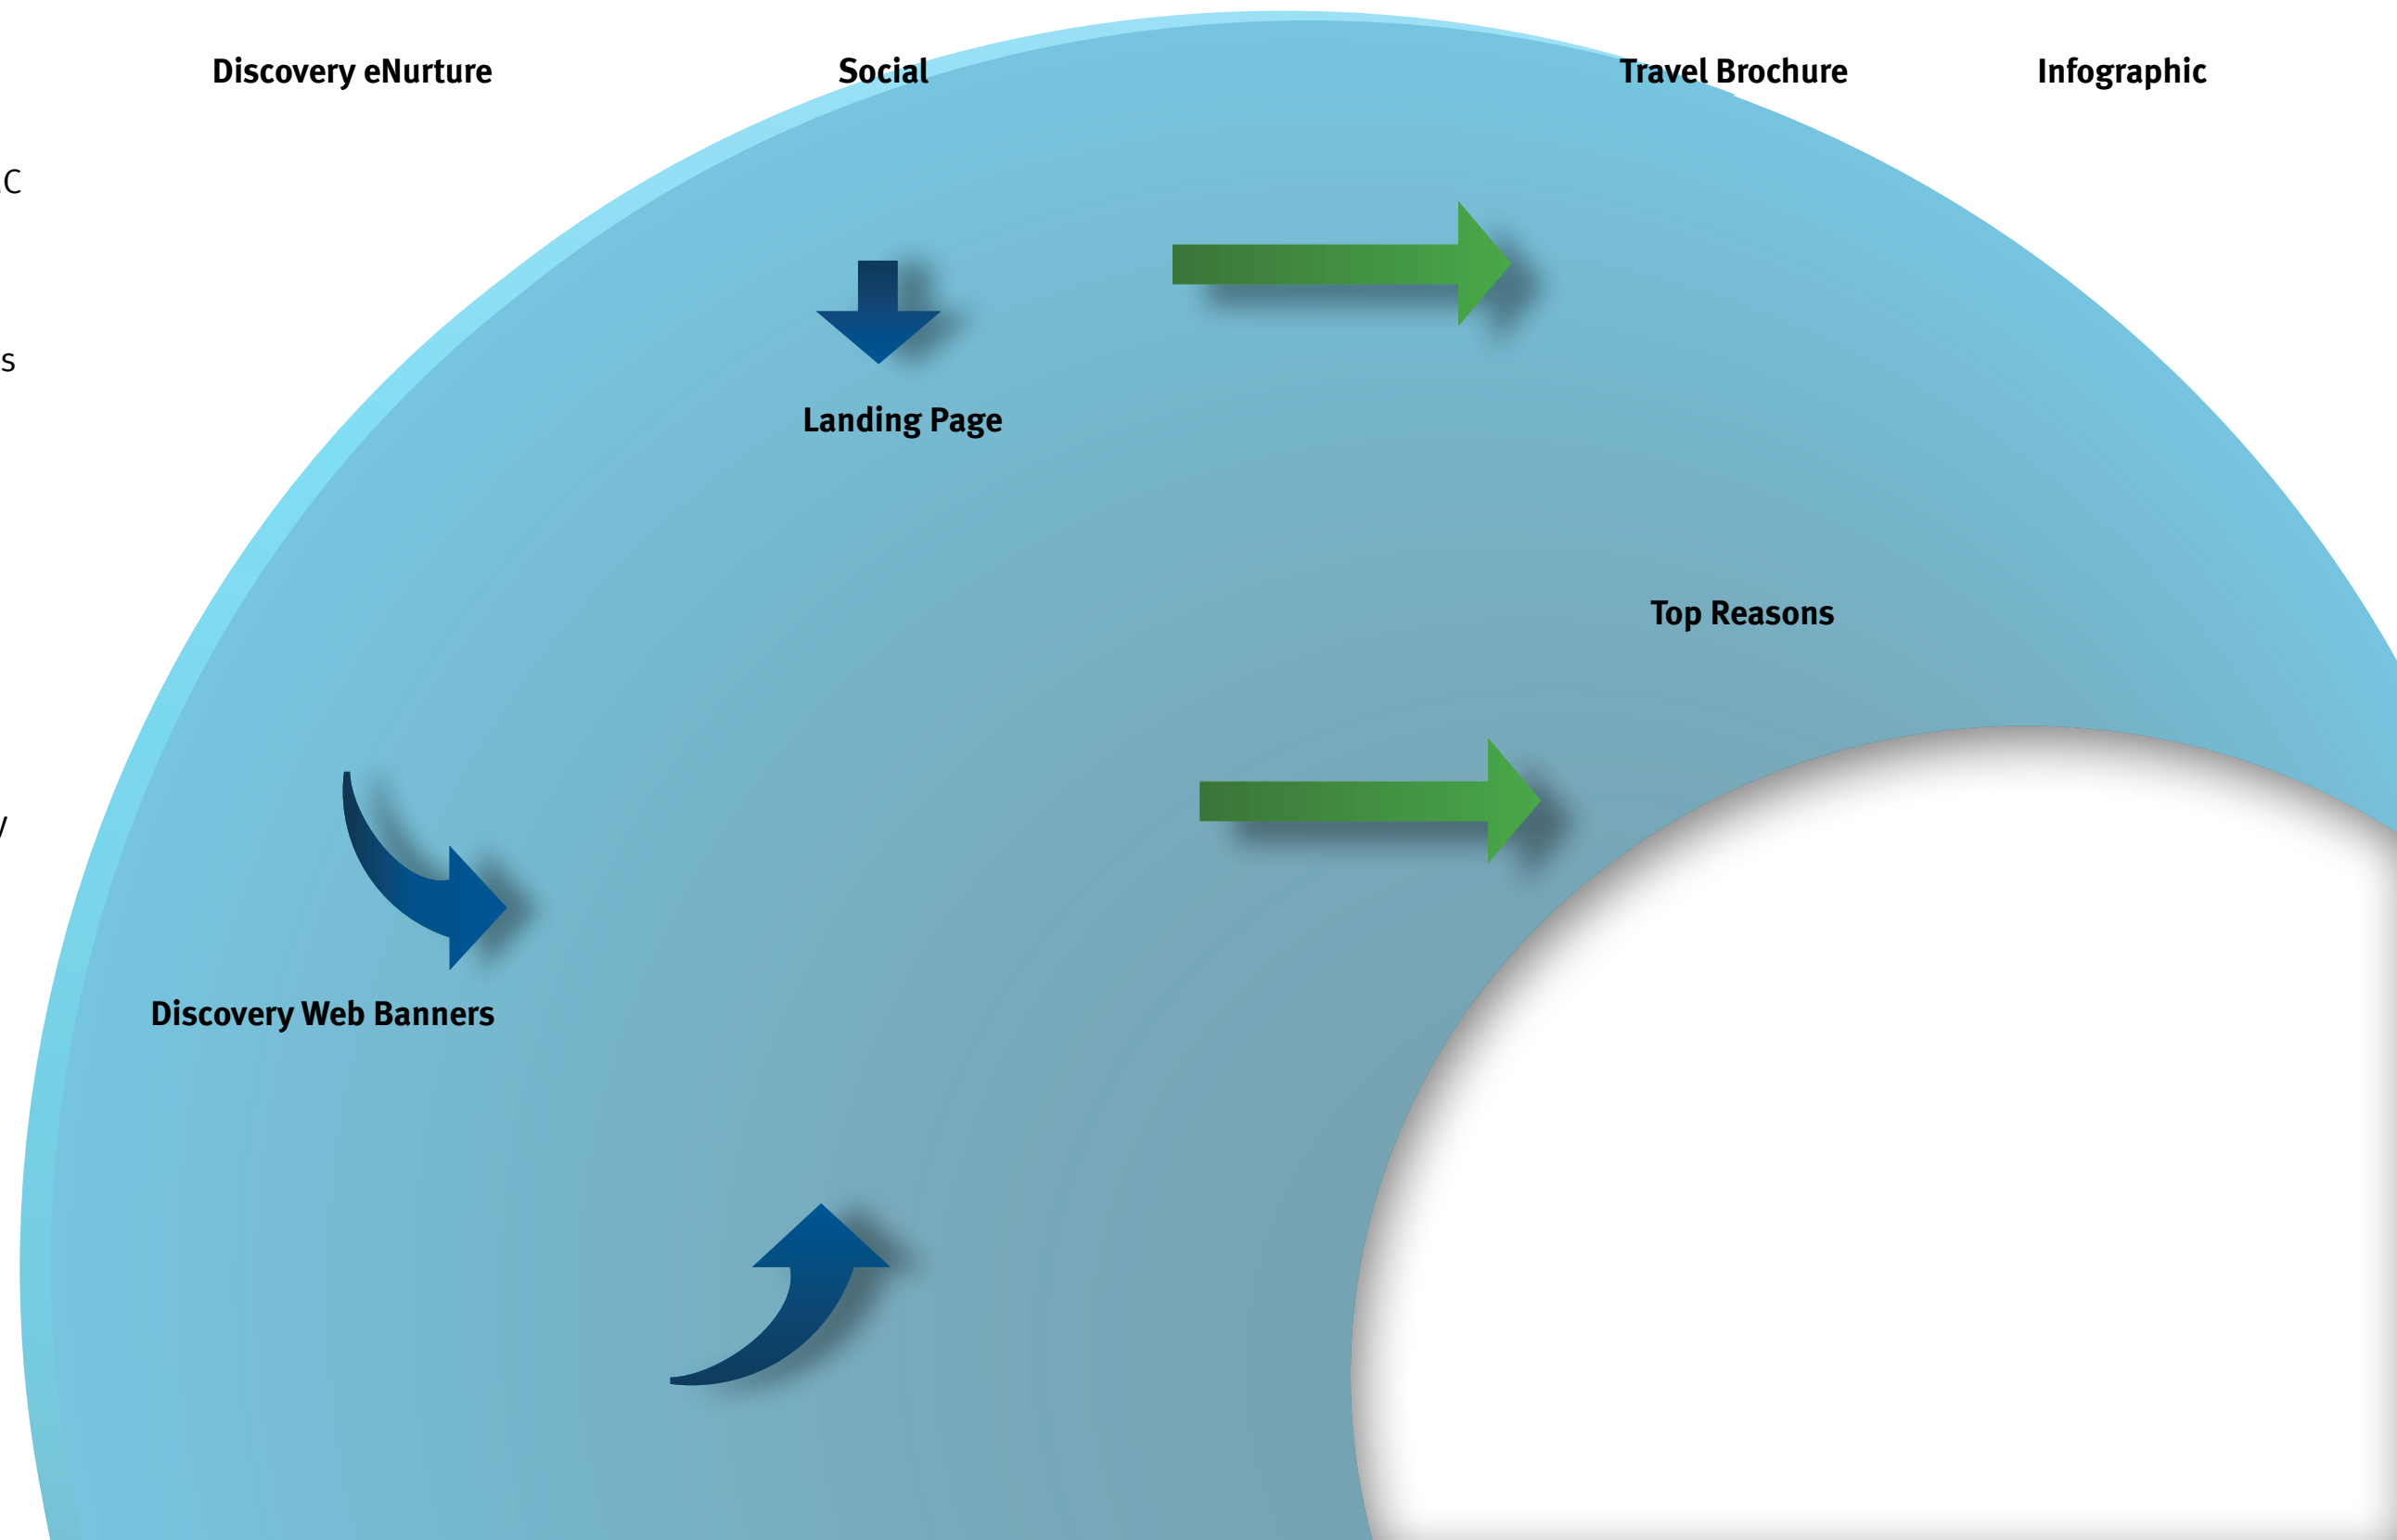 Discovery eNurture
Social
Travel Brochure
Infographic
Landing Page
Top Reasons
Discovery Web Banners